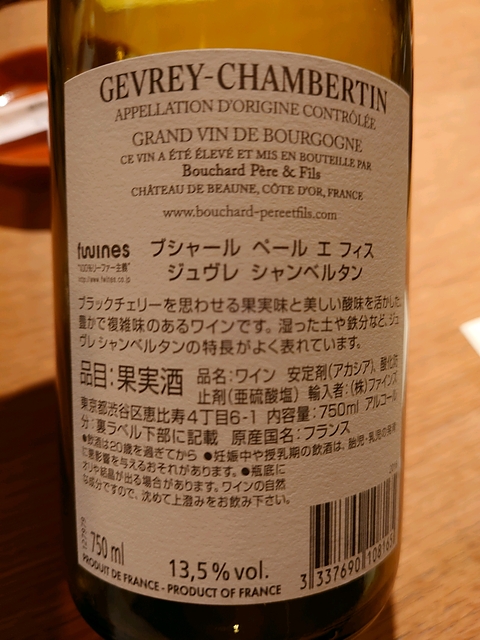 GEVREY-CHAMBERTIN
APPELLATION D'ORIGINE CONTRÔLÉE
GRAND VIN DE BOURGOGNE
CE VIN A ÉTÉ ÉLEVÉ ET MIS EN BOUTEILLE PAR
Bouchard Père & Fils
CHÂTEAU DE BEAUNE, CÔTE D'OR, FRANCE
www.bouchard-pereetfils.com
fwines
"100%リーファー主義"
ブシャール ペール エ フィス
ジュヴレ シャンベルタン
ブラックチェリーを思わせる果実味と美しい酸味を活かした
豊かで複雑味のあるワインです。湿った土や鉄分など、ジュ
ヴレ シャンベルタンの特長がよく表れています。
品目:果実酒 品名:ワイン 安定剤(アカシア)、酸化防
止剤(亜硫酸塩) 輸入者:(株)ファインズ
東京都渋谷区恵比寿4丁目6-1 内容量:750ml アルコール
分:裏ラベル下部に記載 原産国名:フランス
●飲酒は20歳を過ぎてから ●妊娠中や授乳期の飲酒は、胎児・乳児の発育
に悪影響を与えるおそれがあります。 ●瓶底に
オリや結晶が出る場合があります。ワインの自然
な成分ですので、沈めて上澄みをお飲み下さい。
750 ml
13,5 % vol.
PRODUIT DE FRANCE - PRODUCT OF FRANCE
3 337690 108163